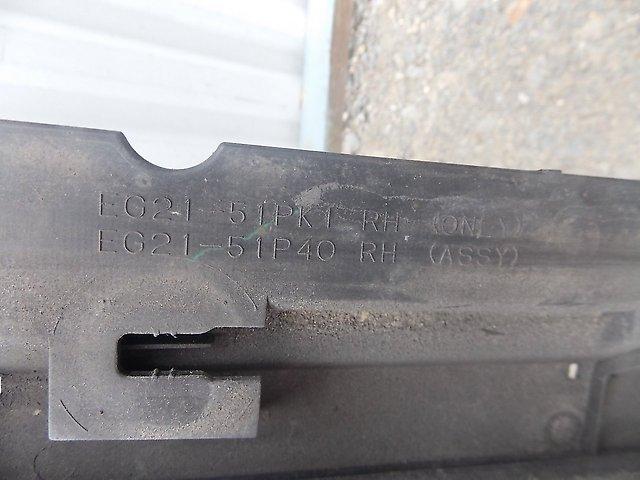 EG21-51PK1 RH (ONLY)
EG21-51P40 RH (ASSY)